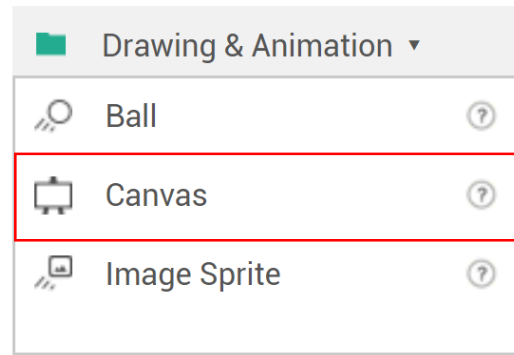 Drawing & Animation ▾
Ball ?
Canvas ?
Image Sprite ?